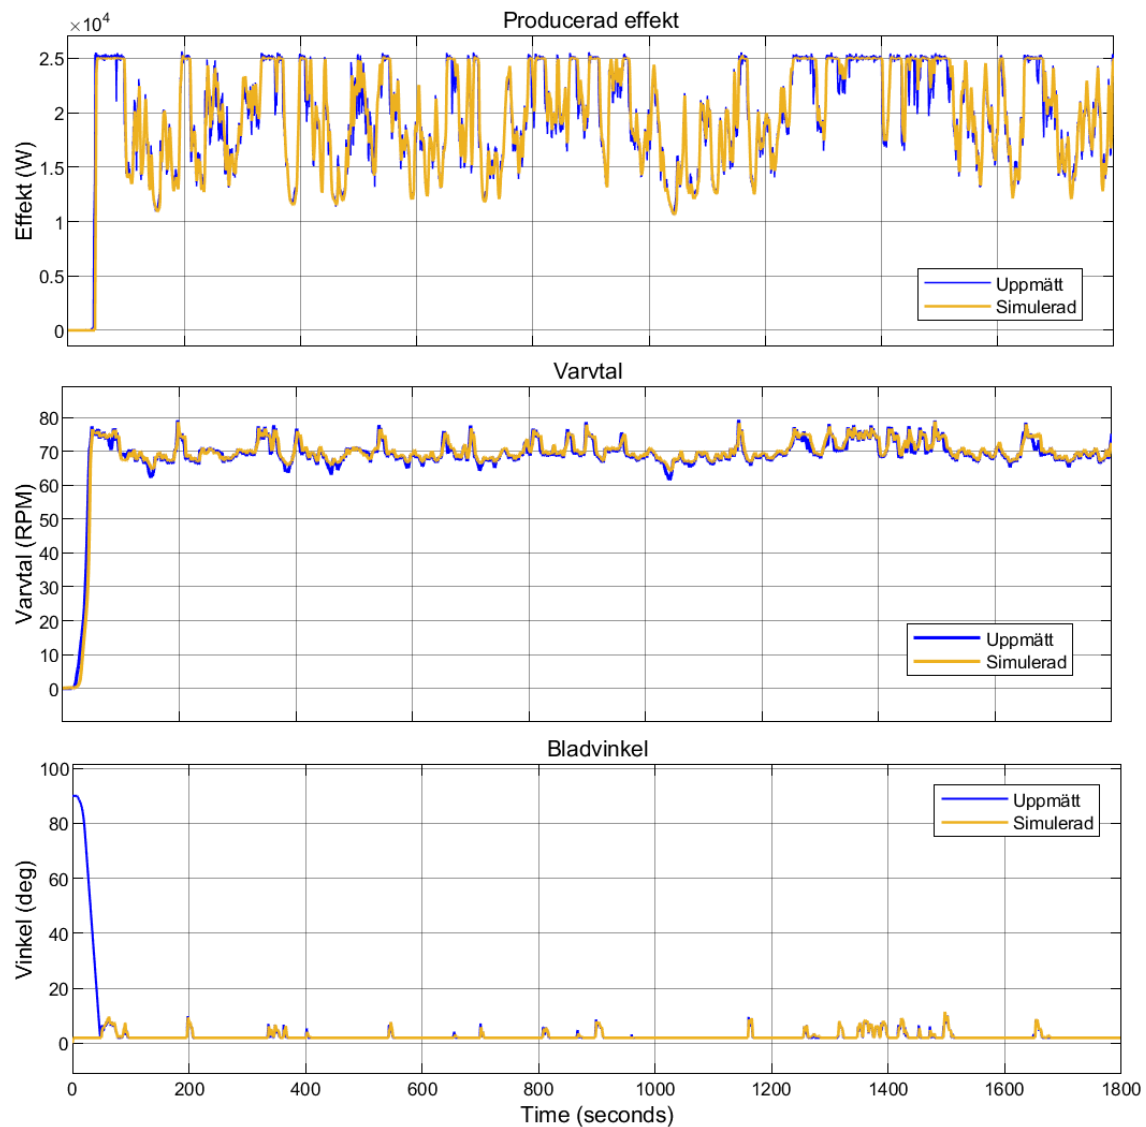 Producerad effekt
×10⁴
2.5
2
1.5
1
0.5
0
Effekt (W)
Uppmätt
Simulerad
Varvtal
80
70
60
50
40
30
20
10
0
Varvtal (RPM)
Uppmätt
Simulerad
Bladvinkel
100
80
60
40
20
0
Vinkel (deg)
Uppmätt
Simulerad
0 200 400 600 800 1000 1200 1400 1600 1800
Time (seconds)